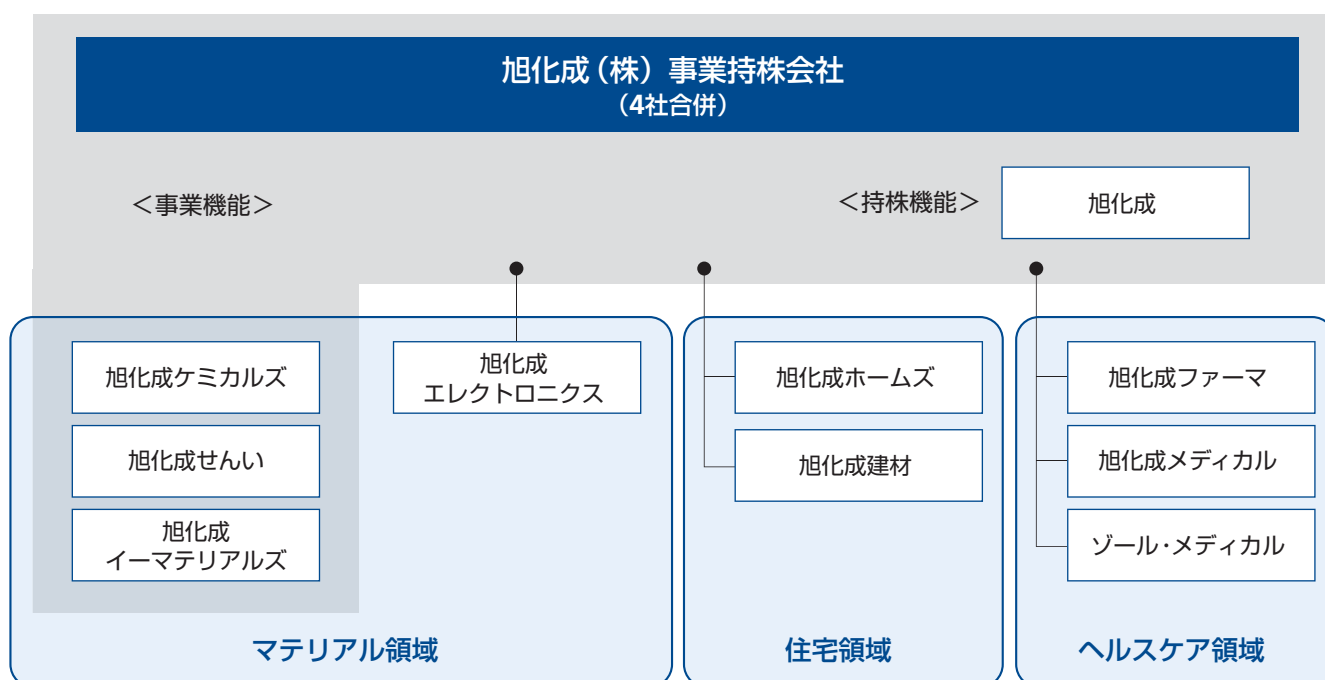 旭化成（株）事業持株会社
（4社合併）
＜事業機能＞
＜持株機能＞
旭化成
旭化成ケミカルズ
旭化成せんい
旭化成
イーマテリアルズ
旭化成
エレクトロニクス
マテリアル領域
旭化成ホームズ
旭化成建材
住宅領域
旭化成ファーマ
旭化成メディカル
ゾール・メディカル
ヘルスケア領域